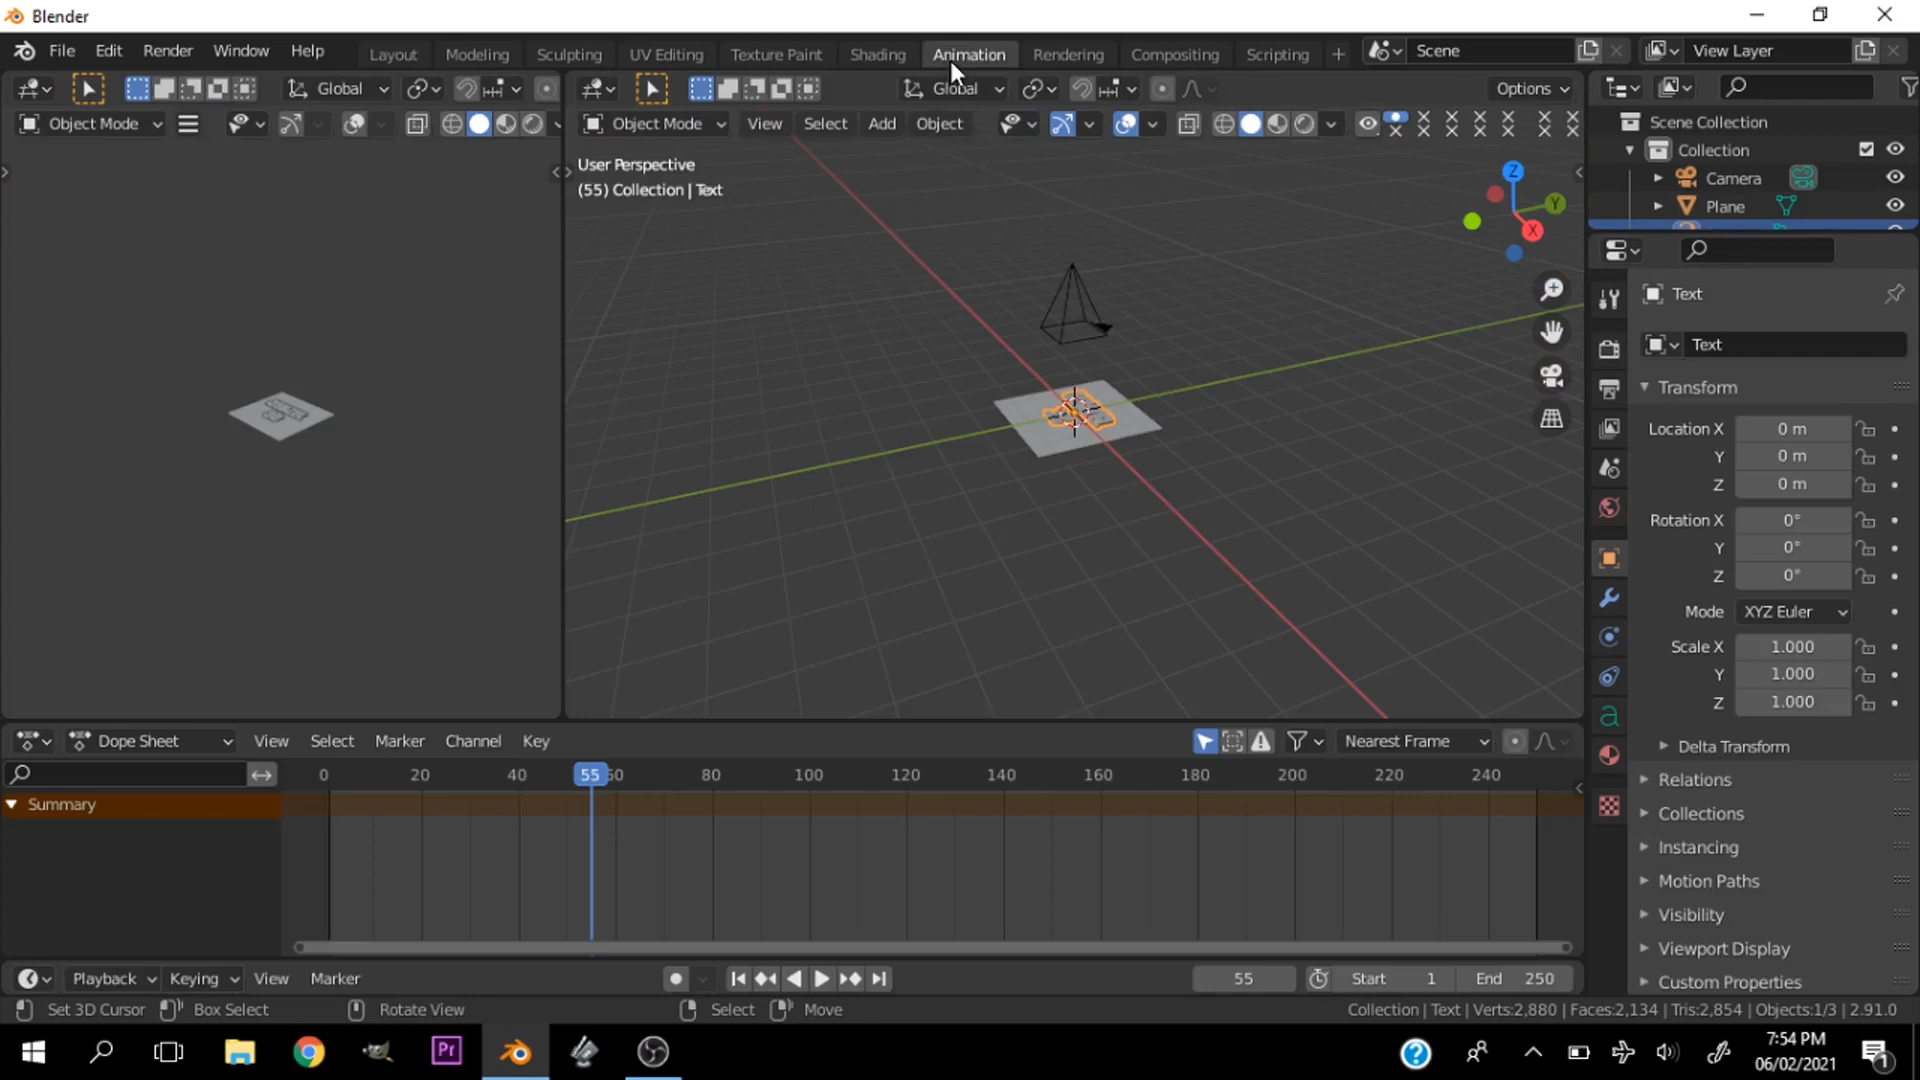 Blender
File Edit Render Window Help Layout Modeling Sculpting UV Editing Texture Paint Shading Animation Rendering Compositing Scripting + Scene View Layer
Global Global Options
Object Mode Object Mode View Select Add Object
User Perspective
(55) Collection | Text
Z
Y
X
Scene Collection
Collection
Camera
Plane
Text
Text
Transform
Location X 0 m
Y 0 m
Z 0 m
Rotation X 0°
Y 0°
Z 0°
Mode XYZ Euler
Scale X 1.000
Y 1.000
Z 1.000
Delta Transform
Relations
Collections
Instancing
Motion Paths
Visibility
Viewport Display
Custom Properties
Dope Sheet View Select Marker Channel Key Nearest Frame
0 20 40 55 60 80 100 120 140 160 180 200 220 240
Summary
Playback Keying View Marker 55 Start 1 End 250
Set 3D Cursor Box Select Rotate View Select Move Collection | Text | Verts:2,880 | Faces:2,134 | Tris:2,854 | Objects:1/3 | 2.91.0
Pr
7:54 PM
06/02/2021
1